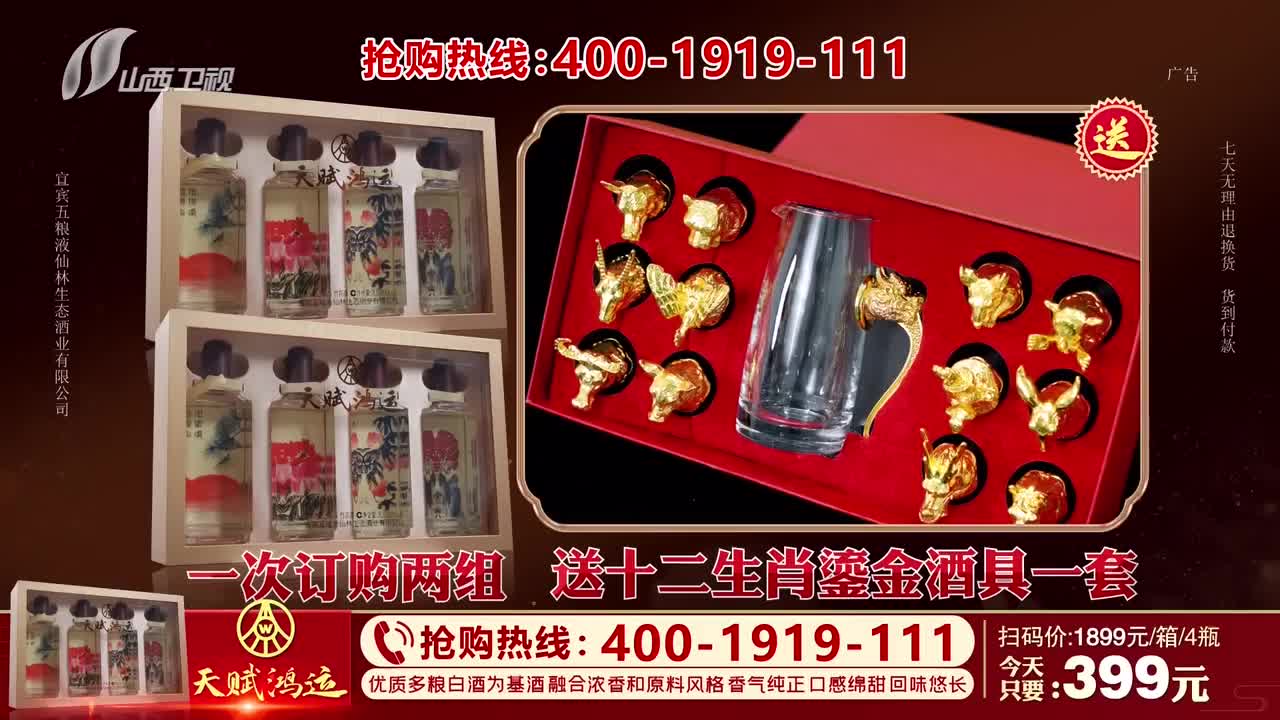 山西卫视
抢购热线:400-1919-111
广告
宜宾五粮液仙林生态酒业有限公司
七天无理由退换货 货到付款
送
天赋鸿运
天赋鸿运
一次订购两组 送十二生肖鎏金酒具一套
天赋鸿运
天赋鸿运
抢购热线:400-1919-111
优质多粮白酒为基酒 融合浓香和原料风格 香气纯正 口感绵甜 回味悠长
扫码价:1899元/箱/4瓶
今天只要:399元